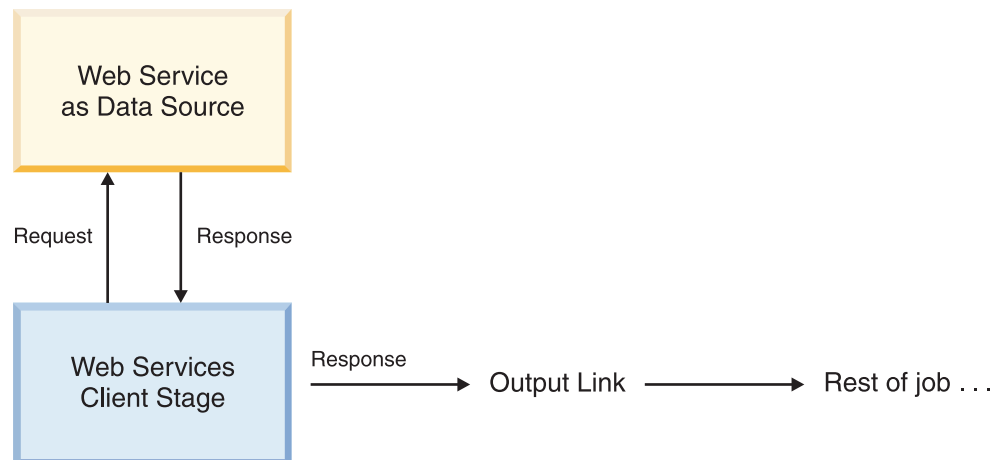 Web Service
as Data Source
Request
Response
Web Services
Client Stage
Response
Output Link
Rest of job . . .